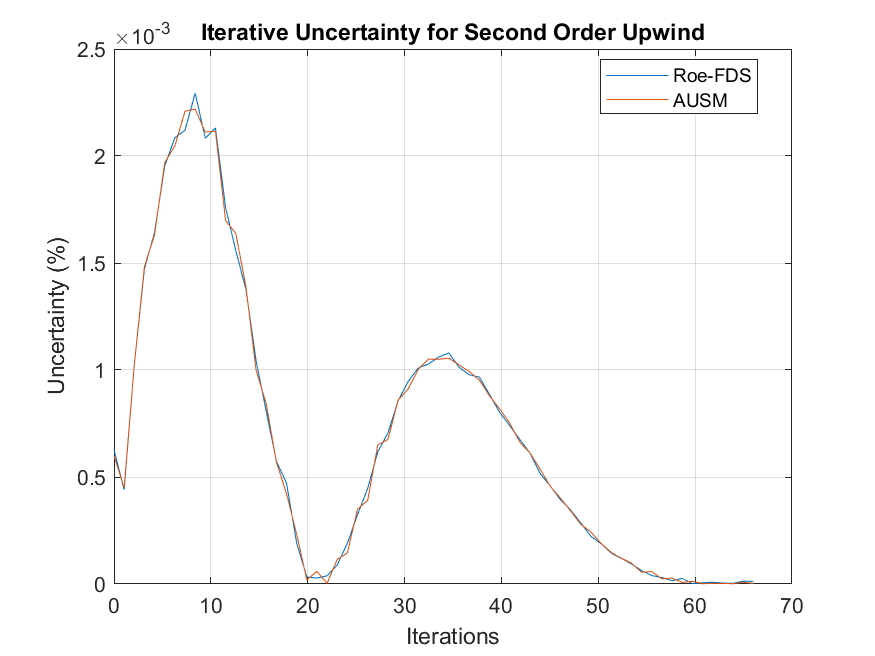 ×10-3
Iterative Uncertainty for Second Order Upwind
2.5
2
1.5
1
0.5
0
Uncertainty (%)
Roe-FDS
AUSM
0 10 20 30 40 50 60 70
Iterations